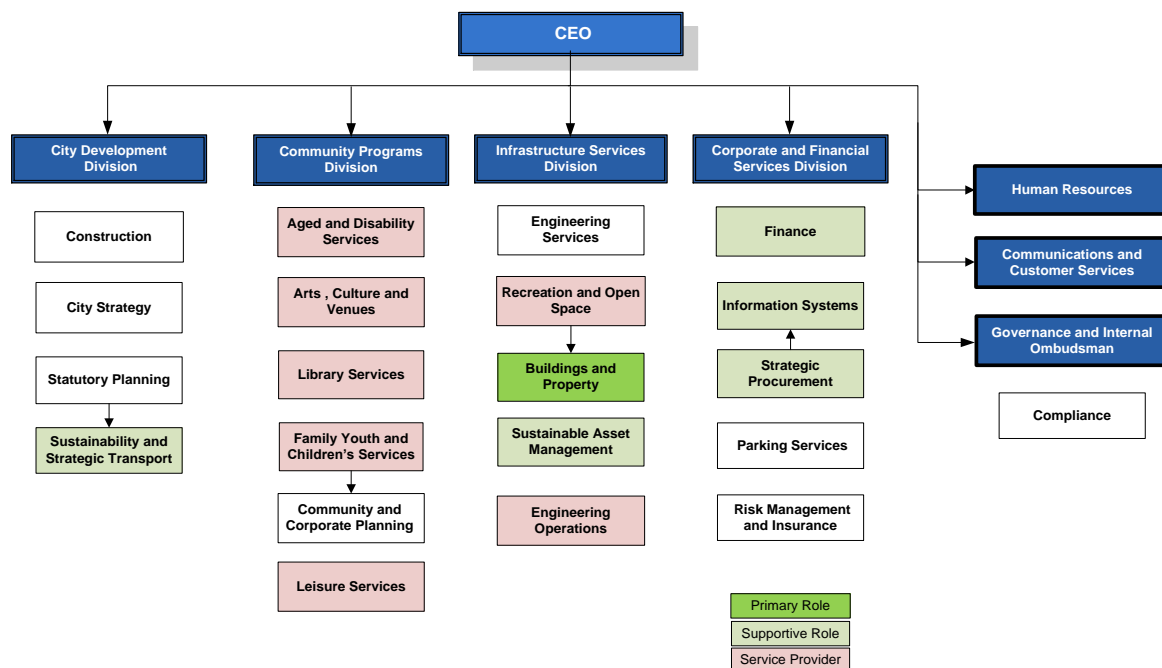 CEO
City Development
Division
Community Programs
Division
Infrastructure Services
Division
Corporate and Financial
Services Division
Human Resources
Communications and
Customer Services
Governance and Internal
Ombudsman
Compliance
Construction
City Strategy
Statutory Planning
Sustainability and
Strategic Transport
Aged and Disability
Services
Arts , Culture and
Venues
Library Services
Family Youth and
Children's Services
Community and
Corporate Planning
Leisure Services
Engineering
Services
Recreation and Open
Space
Buildings and
Property
Sustainable Asset
Management
Engineering
Operations
Finance
Information Systems
Strategic
Procurement
Parking Services
Risk Management
and Insurance
Primary Role
Supportive Role
Service Provider